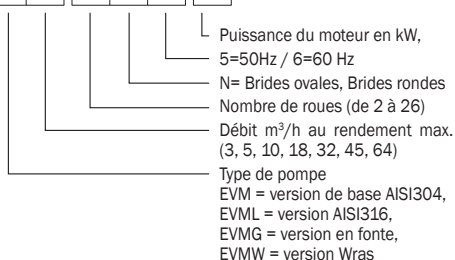 Puissance du moteur en kW,
5=50Hz / 6=60 Hz
N= Brides ovales, Brides rondes
Nombre de roues (de 2 à 26)
Débit m³/h au rendement max.
(3, 5, 10, 18, 32, 45, 64)
Type de pompe
EVM = version de base AISI304,
EVML = version AISI316,
EVMG = version en fonte,
EVMW = version Wras